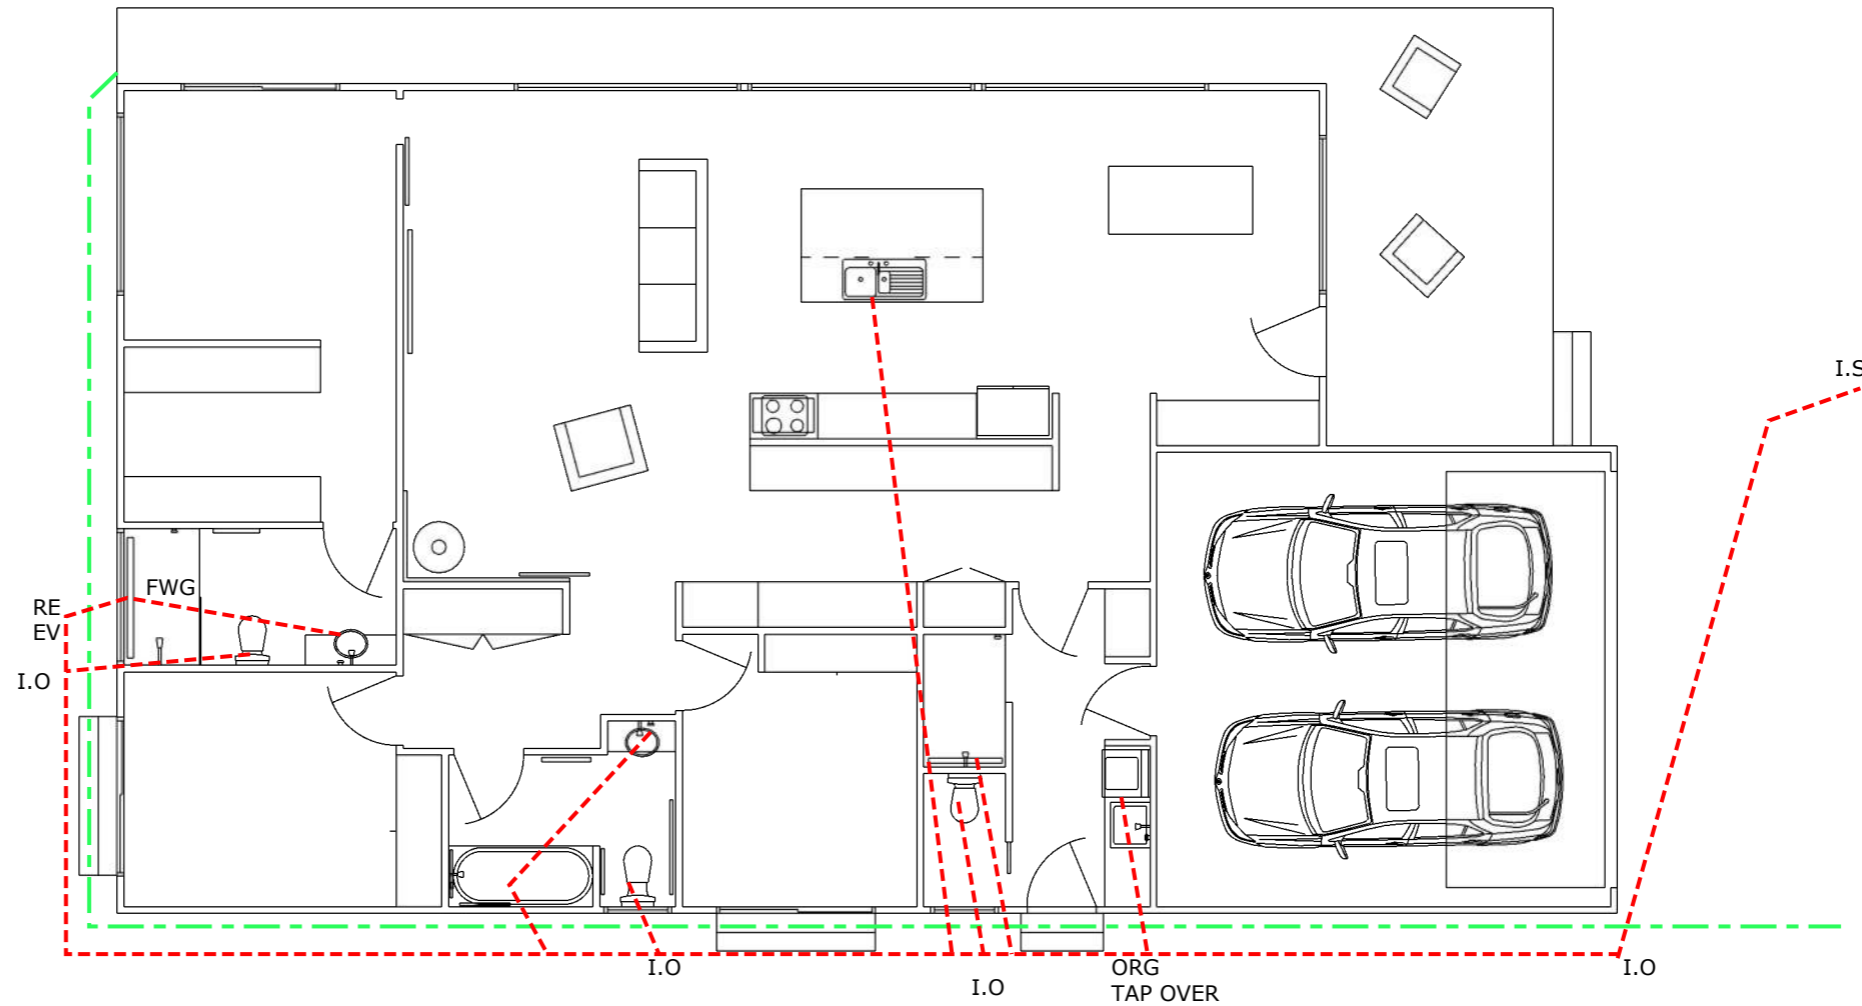 I.S
FWG
RE
EV
I.O
I.O
I.O
ORG
TAP OVER
I.O